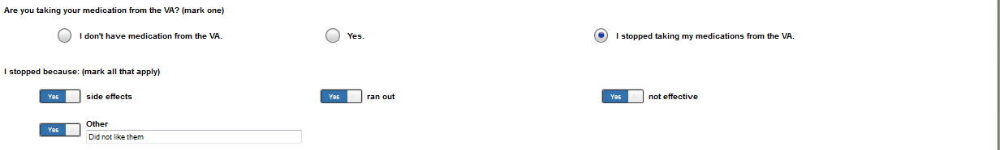 Are you taking your medication from the VA? (mark one)
I don't have medication from the VA. Yes. I stopped taking my medications from the VA.
I stopped because: (mark all that apply)
Yes side effects Yes ran out Yes not effective
Other
Yes Did not like them